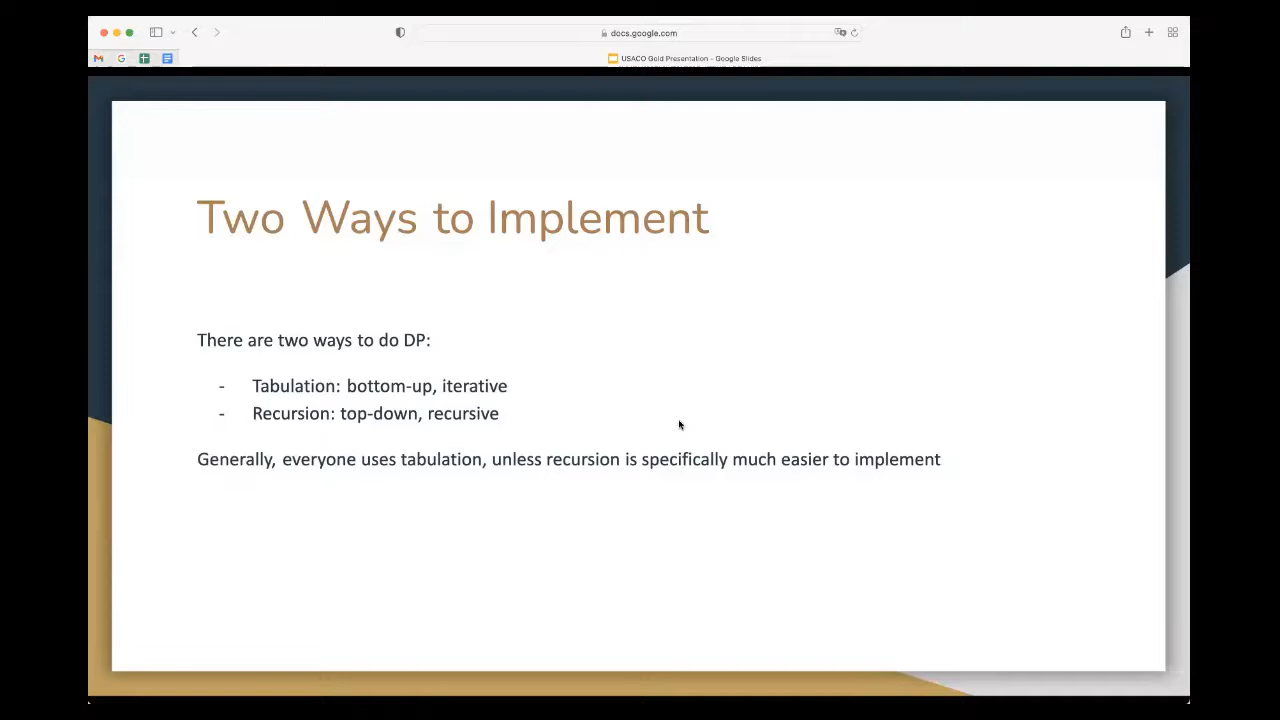 docs.google.com
USACO Gold Presentation - Google Slides
Two Ways to Implement
There are two ways to do DP:
- Tabulation: bottom-up, iterative
- Recursion: top-down, recursive
Generally, everyone uses tabulation, unless recursion is specifically much easier to implement